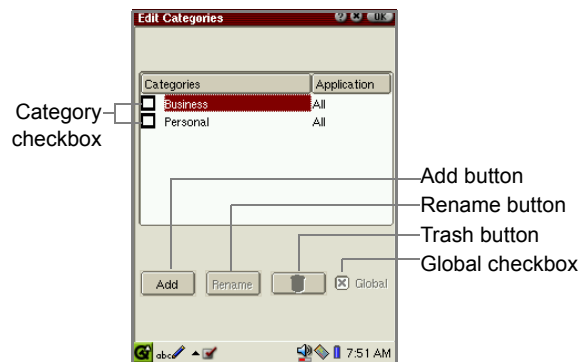 Edit Categories ? X OK
Categories Application
Business All
Personal All
Category
checkbox
Add button
Rename button
Trash button
Global checkbox
Add Rename Global
abc 7:51 AM